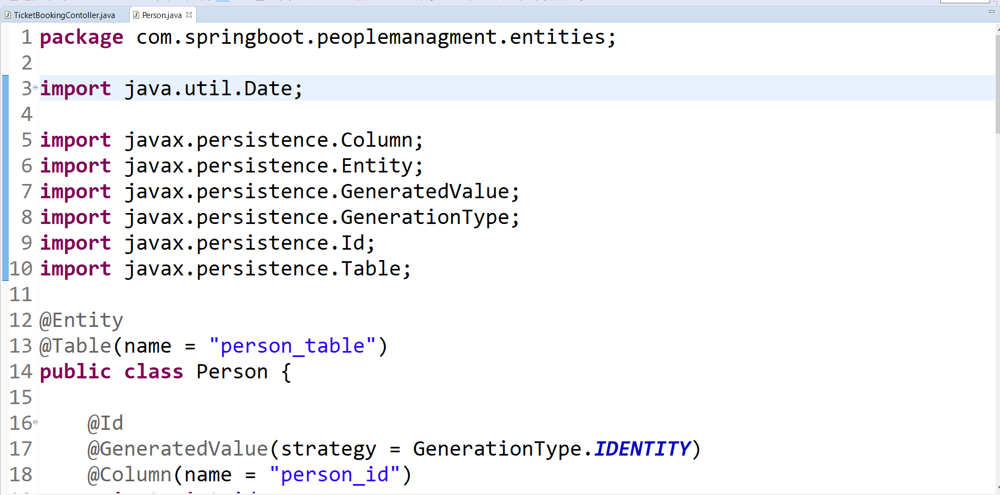 TicketBookingContoller.java Person.java
1 package com.springboot.peoplemanagment.entities;
2
3 import java.util.Date;
4
5 import javax.persistence.Column;
6 import javax.persistence.Entity;
7 import javax.persistence.GeneratedValue;
8 import javax.persistence.GenerationType;
9 import javax.persistence.Id;
10 import javax.persistence.Table;
11
12 @Entity
13 @Table(name = "person_table")
14 public class Person {
15
16 @Id
17 @GeneratedValue(strategy = GenerationType.IDENTITY)
18 @Column(name = "person_id")